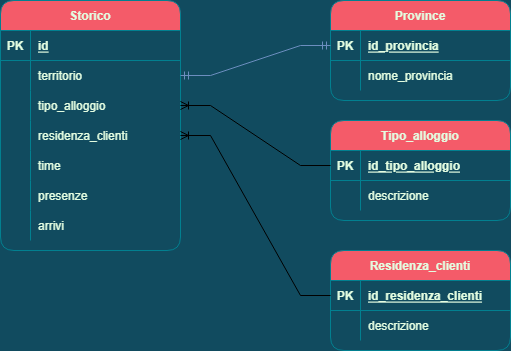 Storico
PK id
territorio
tipo_alloggio
residenza_clienti
time
presenze
arrivi
Province
PK id_provincia
nome_provincia
Tipo_alloggio
PK id_tipo_alloggio
descrizione
Residenza_clienti
PK id_residenza_clienti
descrizione